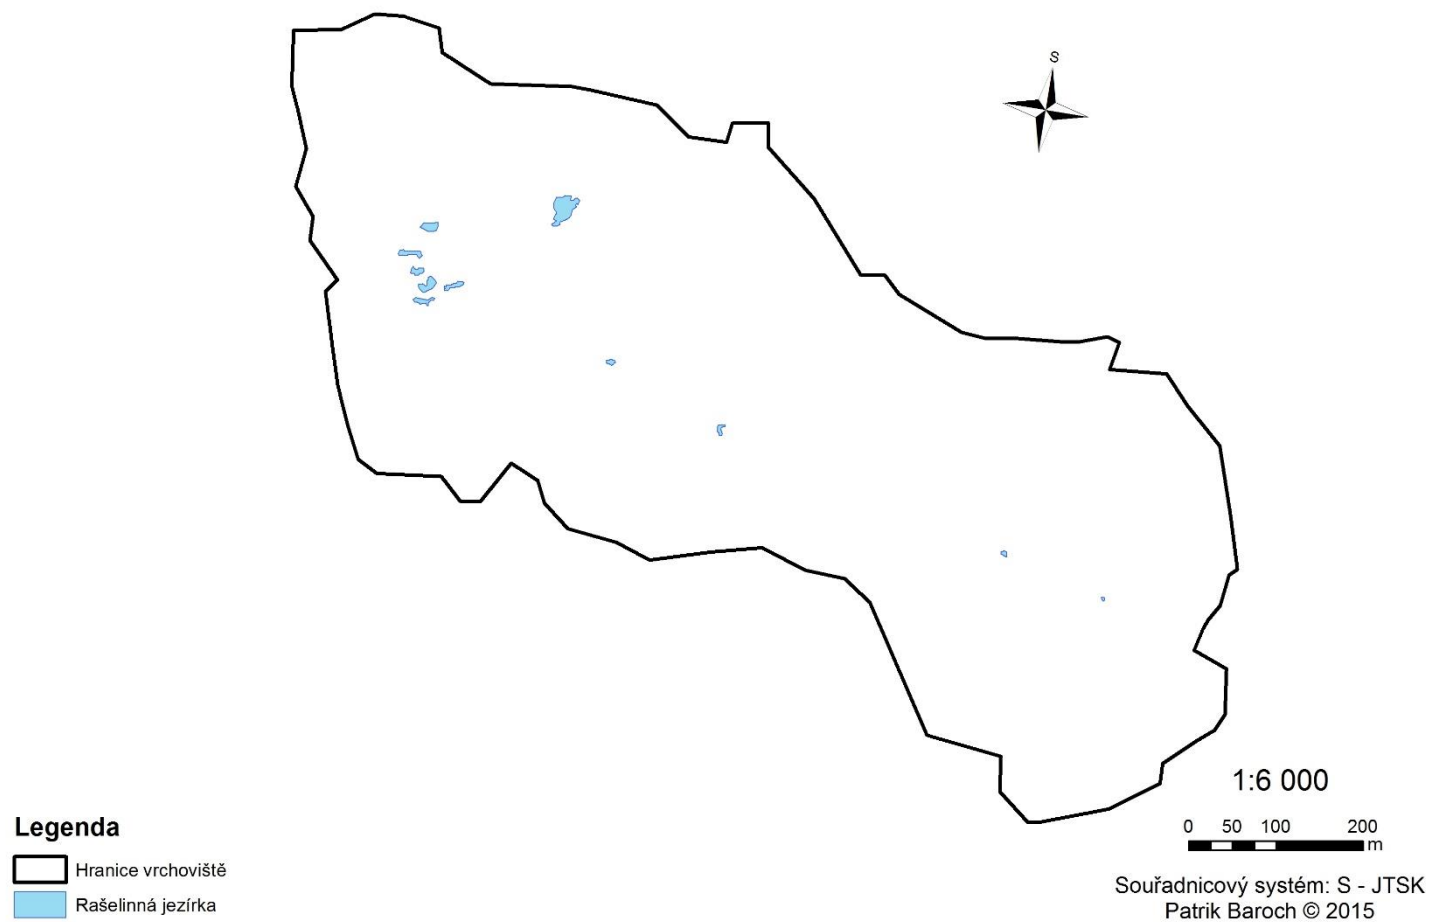 S
1:6 000
0 50 100 200
m
Legenda
Hranice vrchoviště
Rašelinná jezírka
Souřadnicový systém: S - JTSK
Patrik Baroch © 2015